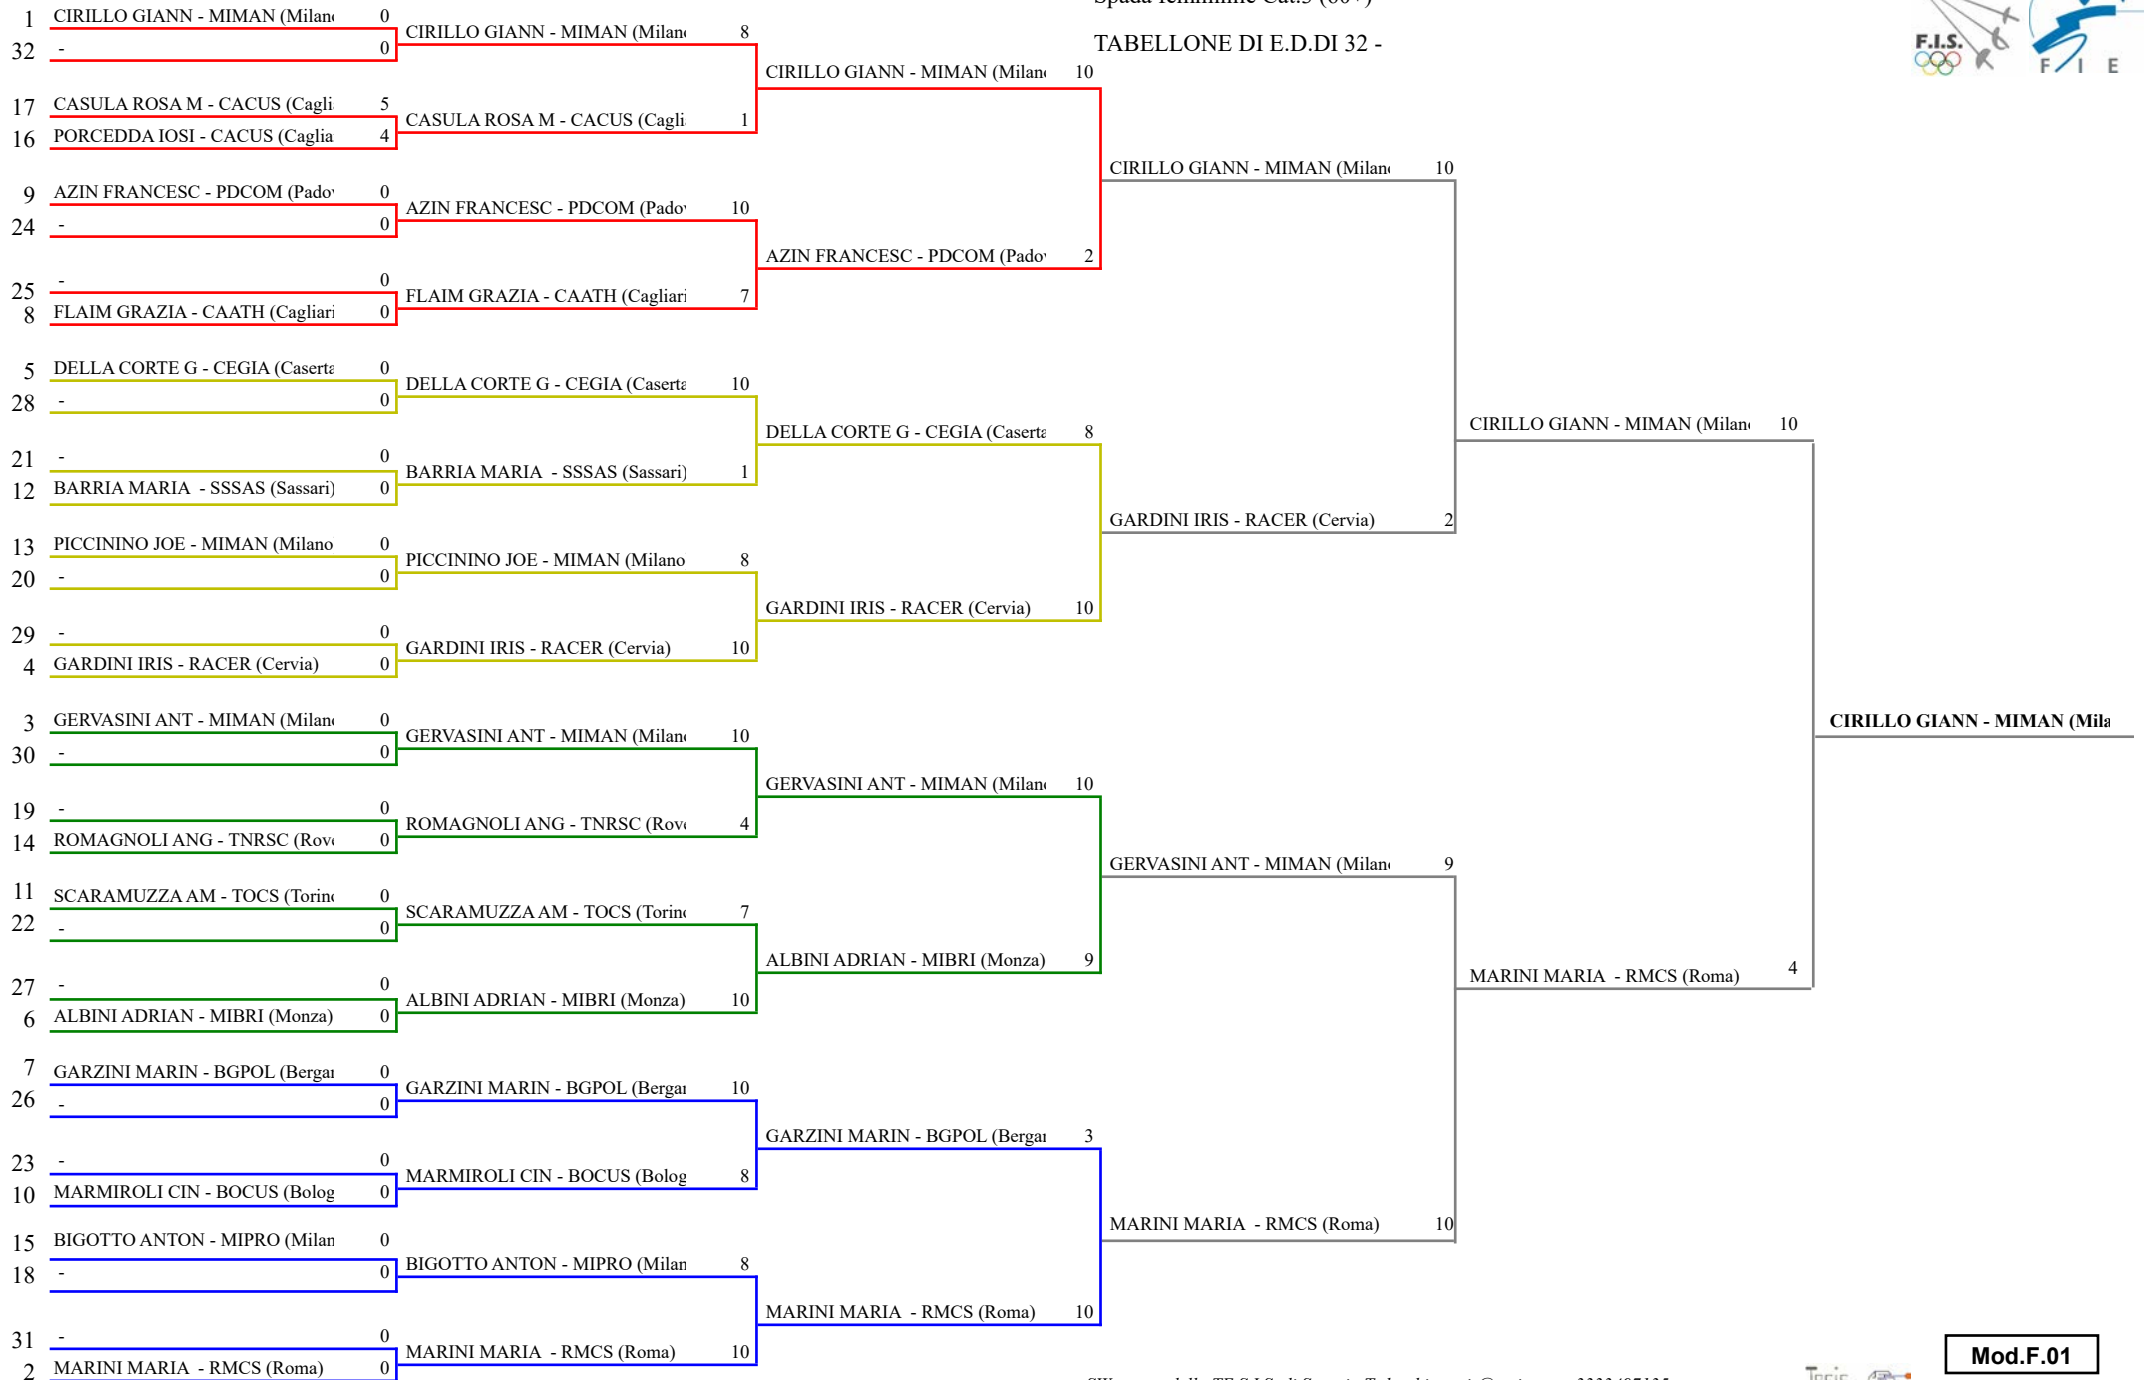 TABELLONE DI E.D.DI 32 -
F.I.S.
F I E
1 CIRILLO GIANN - MIMAN (Milan 0
32 - 0
17 CASULA ROSA M - CACUS (Cagli 5
16 PORCEDDA IOSI - CACUS (Caglia 4
9 AZIN FRANCESC - PDCOM (Pado 0
24 - 0
25 - 0
8 FLAIM GRAZIA - CAATH (Cagliari 0
5 DELLA CORTE G - CEGIA (Caserta 0
28 - 0
21 - 0
12 BARRIA MARIA - SSSAS (Sassari) 0
13 PICCININO JOE - MIMAN (Milano 0
20 - 0
29 - 0
4 GARDINI IRIS - RACER (Cervia) 0
3 GERVASINI ANT - MIMAN (Milan 0
30 - 0
19 - 0
14 ROMAGNOLI ANG - TNRSC (Rov 0
11 SCARAMUZZA AM - TOCS (Torin 0
22 - 0
27 - 0
6 ALBINI ADRIAN - MIBRI (Monza) 0
7 GARZINI MARIN - BGPOL (Berga 0
26 - 0
23 - 0
10 MARMIROLI CIN - BOCUS (Bolog 0
15 BIGOTTO ANTON - MIPRO (Milan 0
18 - 0
31 - 0
2 MARINI MARIA - RMCS (Roma) 0
CIRILLO GIANN - MIMAN (Milan 8
CASULA ROSA M - CACUS (Cagli 1
AZIN FRANCESC - PDCOM (Pado 10
FLAIM GRAZIA - CAATH (Cagliari 7
DELLA CORTE G - CEGIA (Caserta 10
BARRIA MARIA - SSSAS (Sassari) 1
PICCININO JOE - MIMAN (Milano 8
GARDINI IRIS - RACER (Cervia) 10
GERVASINI ANT - MIMAN (Milan 10
ROMAGNOLI ANG - TNRSC (Rov 4
SCARAMUZZA AM - TOCS (Torin 7
ALBINI ADRIAN - MIBRI (Monza) 10
GARZINI MARIN - BGPOL (Berga 10
MARMIROLI CIN - BOCUS (Bolog 8
BIGOTTO ANTON - MIPRO (Milan 8
MARINI MARIA - RMCS (Roma) 10
CIRILLO GIANN - MIMAN (Milan 10
AZIN FRANCESC - PDCOM (Pado 2
DELLA CORTE G - CEGIA (Caserta 8
GARDINI IRIS - RACER (Cervia) 10
GERVASINI ANT - MIMAN (Milan 10
ALBINI ADRIAN - MIBRI (Monza) 9
GARZINI MARIN - BGPOL (Berga 3
MARINI MARIA - RMCS (Roma) 10
CIRILLO GIANN - MIMAN (Milan 10
GARDINI IRIS - RACER (Cervia) 2
GERVASINI ANT - MIMAN (Milan 9
MARINI MARIA - RMCS (Roma) 10
CIRILLO GIANN - MIMAN (Milan 10
MARINI MARIA - RMCS (Roma) 4
CIRILLO GIANN - MIMAN (Mila
Mod.F.01